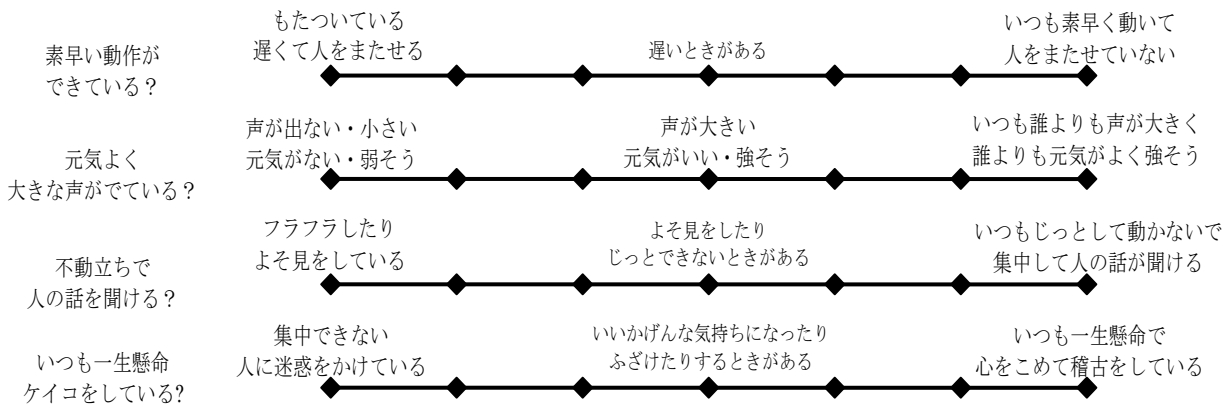 素早い動作が
できている？
もたついている
遅くて人をまたせる
遅いときがある
いつも素早く動いて
人をまたせていない
元気よく
大きな声がでている？
声が出ない・小さい
元気がない・弱そう
声が大きい
元気がいい・強そう
いつも誰よりも声が大きく
誰よりも元気がよく強そう
不動立ちで
人の話を聞ける？
フラフラしたり
よそ見をしている
よそ見をしたり
じっとできないときがある
いつもじっとして動かないで
集中して人の話が聞ける
いつも一生懸命
ケイコをしている?
集中できない
人に迷惑をかけている
いいかげんな気持ちになったり
ふざけたりするときがある
いつも一生懸命で
心をこめて稽古をしている